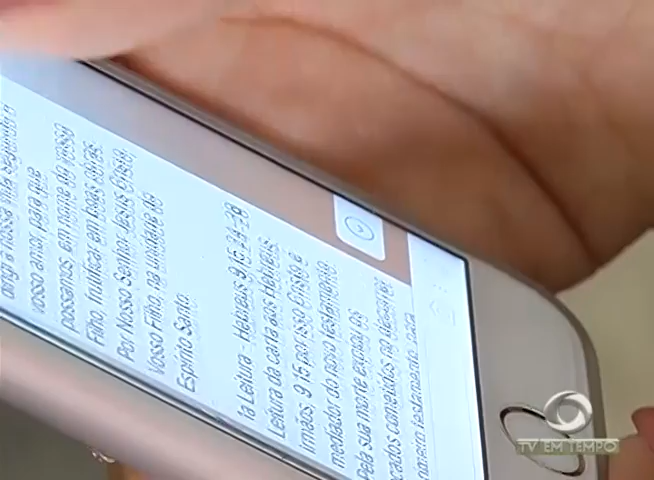 nossa vida segundo o
vosso amor, para que
possamos, em nome do vosso
Filho, frutificar em boas obras.
Por Nosso Senhor Jesus Cristo,
Vosso Filho, na unidade do
Espírito Santo.
1a Leitura - Hebreus 9,15.24-28
Leitura da carta aos Hebreus.
Irmãos, 9 15 por isso Cristo é
mediador do novo testamento.
Pela sua morte expiou os
pecados cometidos no decorrer
primeiro testamento, para
TV EM TEMPO